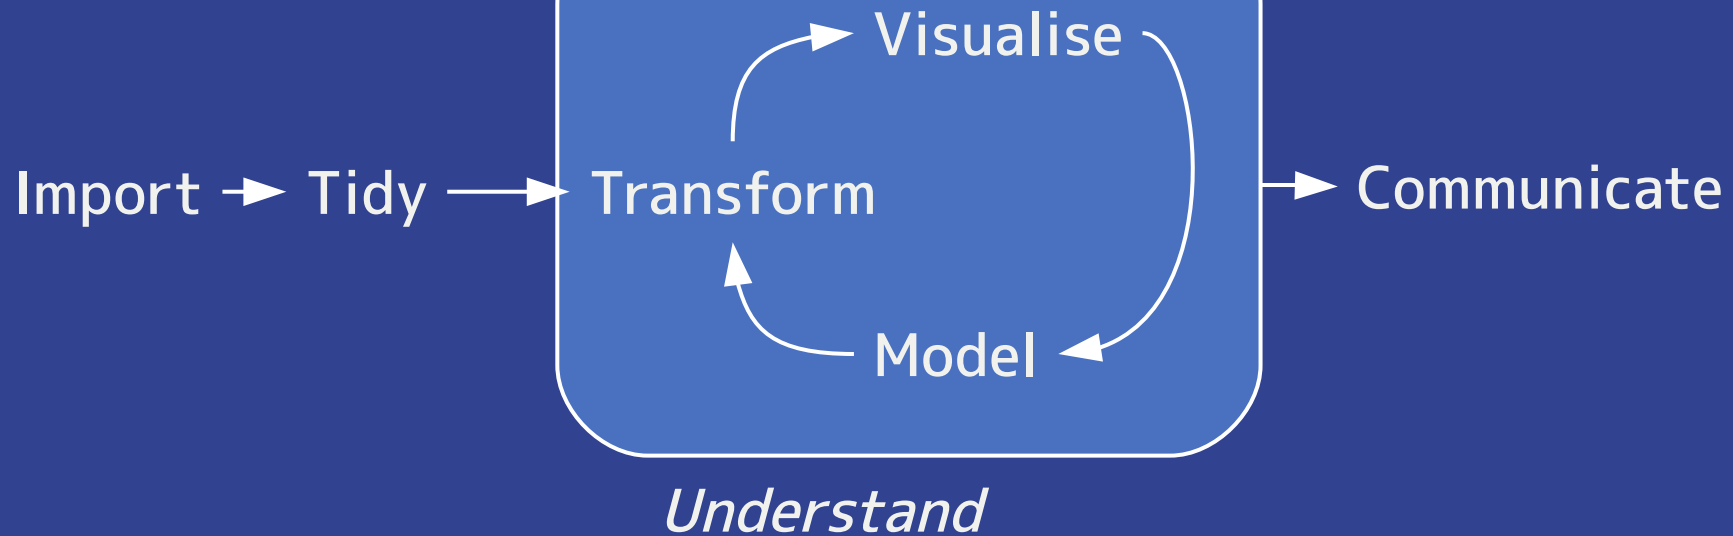 Visualise
Import
Tidy
Transform
Communicate
Model
Understand